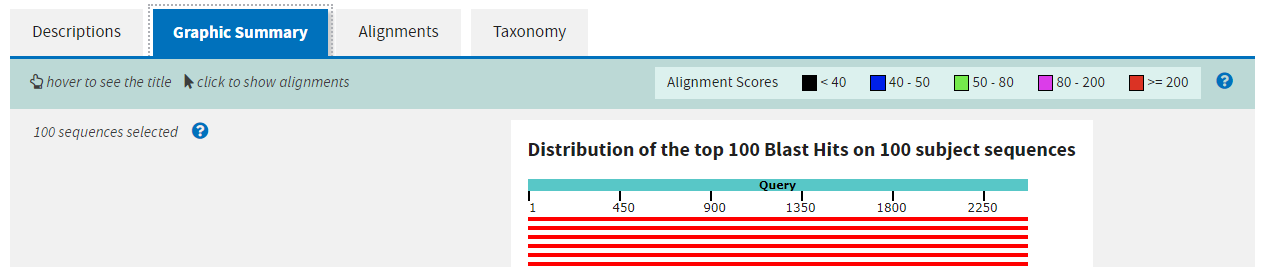 Descriptions Graphic Summary Alignments Taxonomy
hover to see the title click to show alignments Alignment Scores < 40 40 - 50 50 - 80 80 - 200 >= 200 ?
100 sequences selected ?
Distribution of the top 100 Blast Hits on 100 subject sequences
Query
1 450 900 1350 1800 2250